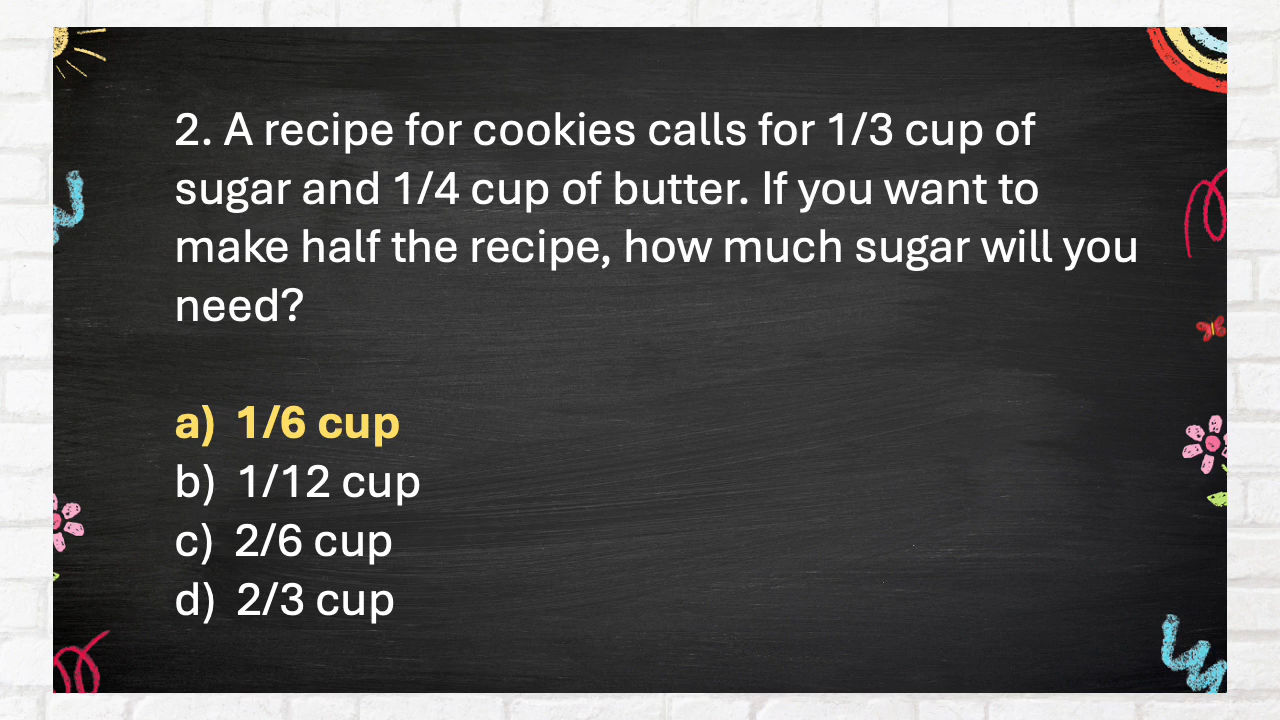 2. A recipe for cookies calls for 1/3 cup of
sugar and 1/4 cup of butter. If you want to
make half the recipe, how much sugar will you
need?
a) 1/6 cup
b) 1/12 cup
c) 2/6 cup
d) 2/3 cup